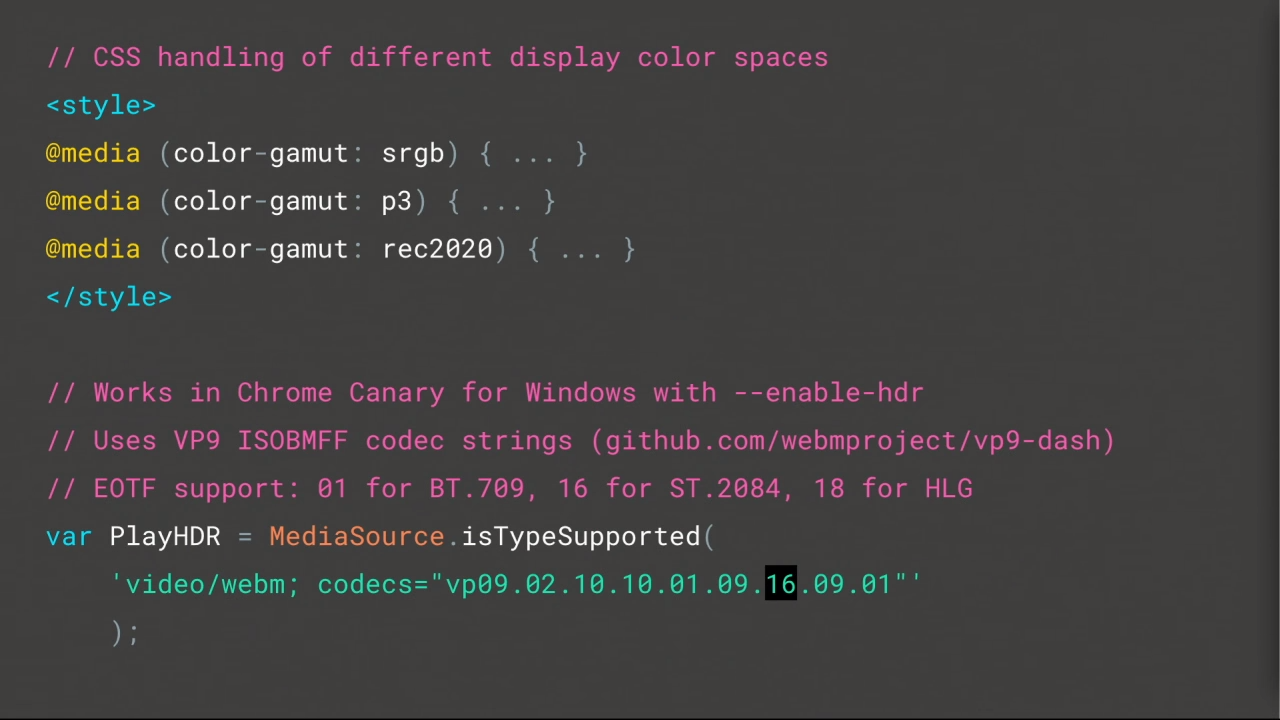 // CSS handling of different display color spaces
<style>
@media (color-gamut: srgb) { ... }
@media (color-gamut: p3) { ... }
@media (color-gamut: rec2020) { ... }
</style>
// Works in Chrome Canary for Windows with --enable-hdr
// Uses VP9 ISOBMFF codec strings (github.com/webmproject/vp9-dash)
// EOTF support: 01 for BT.709, 16 for ST.2084, 18 for HLG
var PlayHDR = MediaSource.isTypeSupported(
'video/webm; codecs="vp09.02.10.10.01.09.16.09.01"'
);